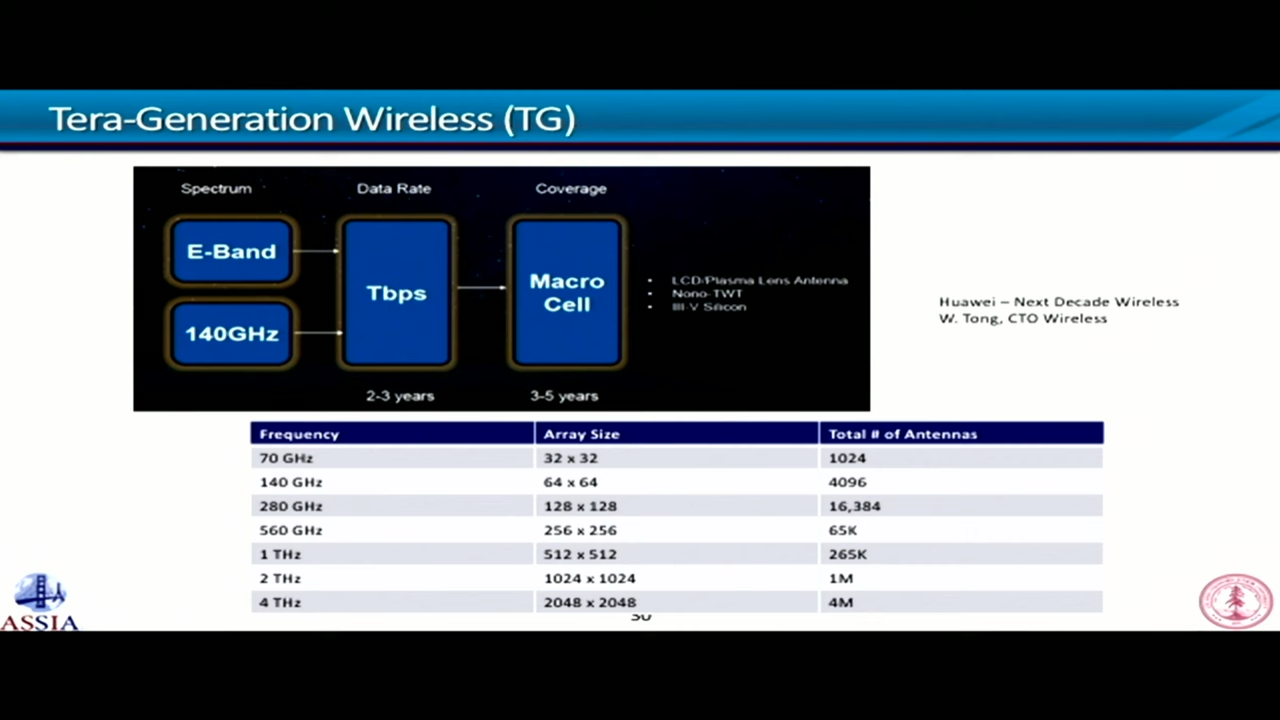 Tera-Generation Wireless (TG)
Spectrum Data Rate Coverage
E-Band
140GHz
Tbps
Macro
Cell
• LCD/Plasma Lens Antenna
• Nono-TWT
• III-V Silicon
2-3 years 3-5 years
Huawei – Next Decade Wireless
W. Tong, CTO Wireless
Frequency Array Size Total # of Antennas
70 GHz 32 x 32 1024
140 GHz 64 x 64 4096
280 GHz 128 x 128 16,384
560 GHz 256 x 256 65K
1 THz 512 x 512 265K
2 THz 1024 x 1024 1M
4 THz 2048 x 2048 4M
ASSIA